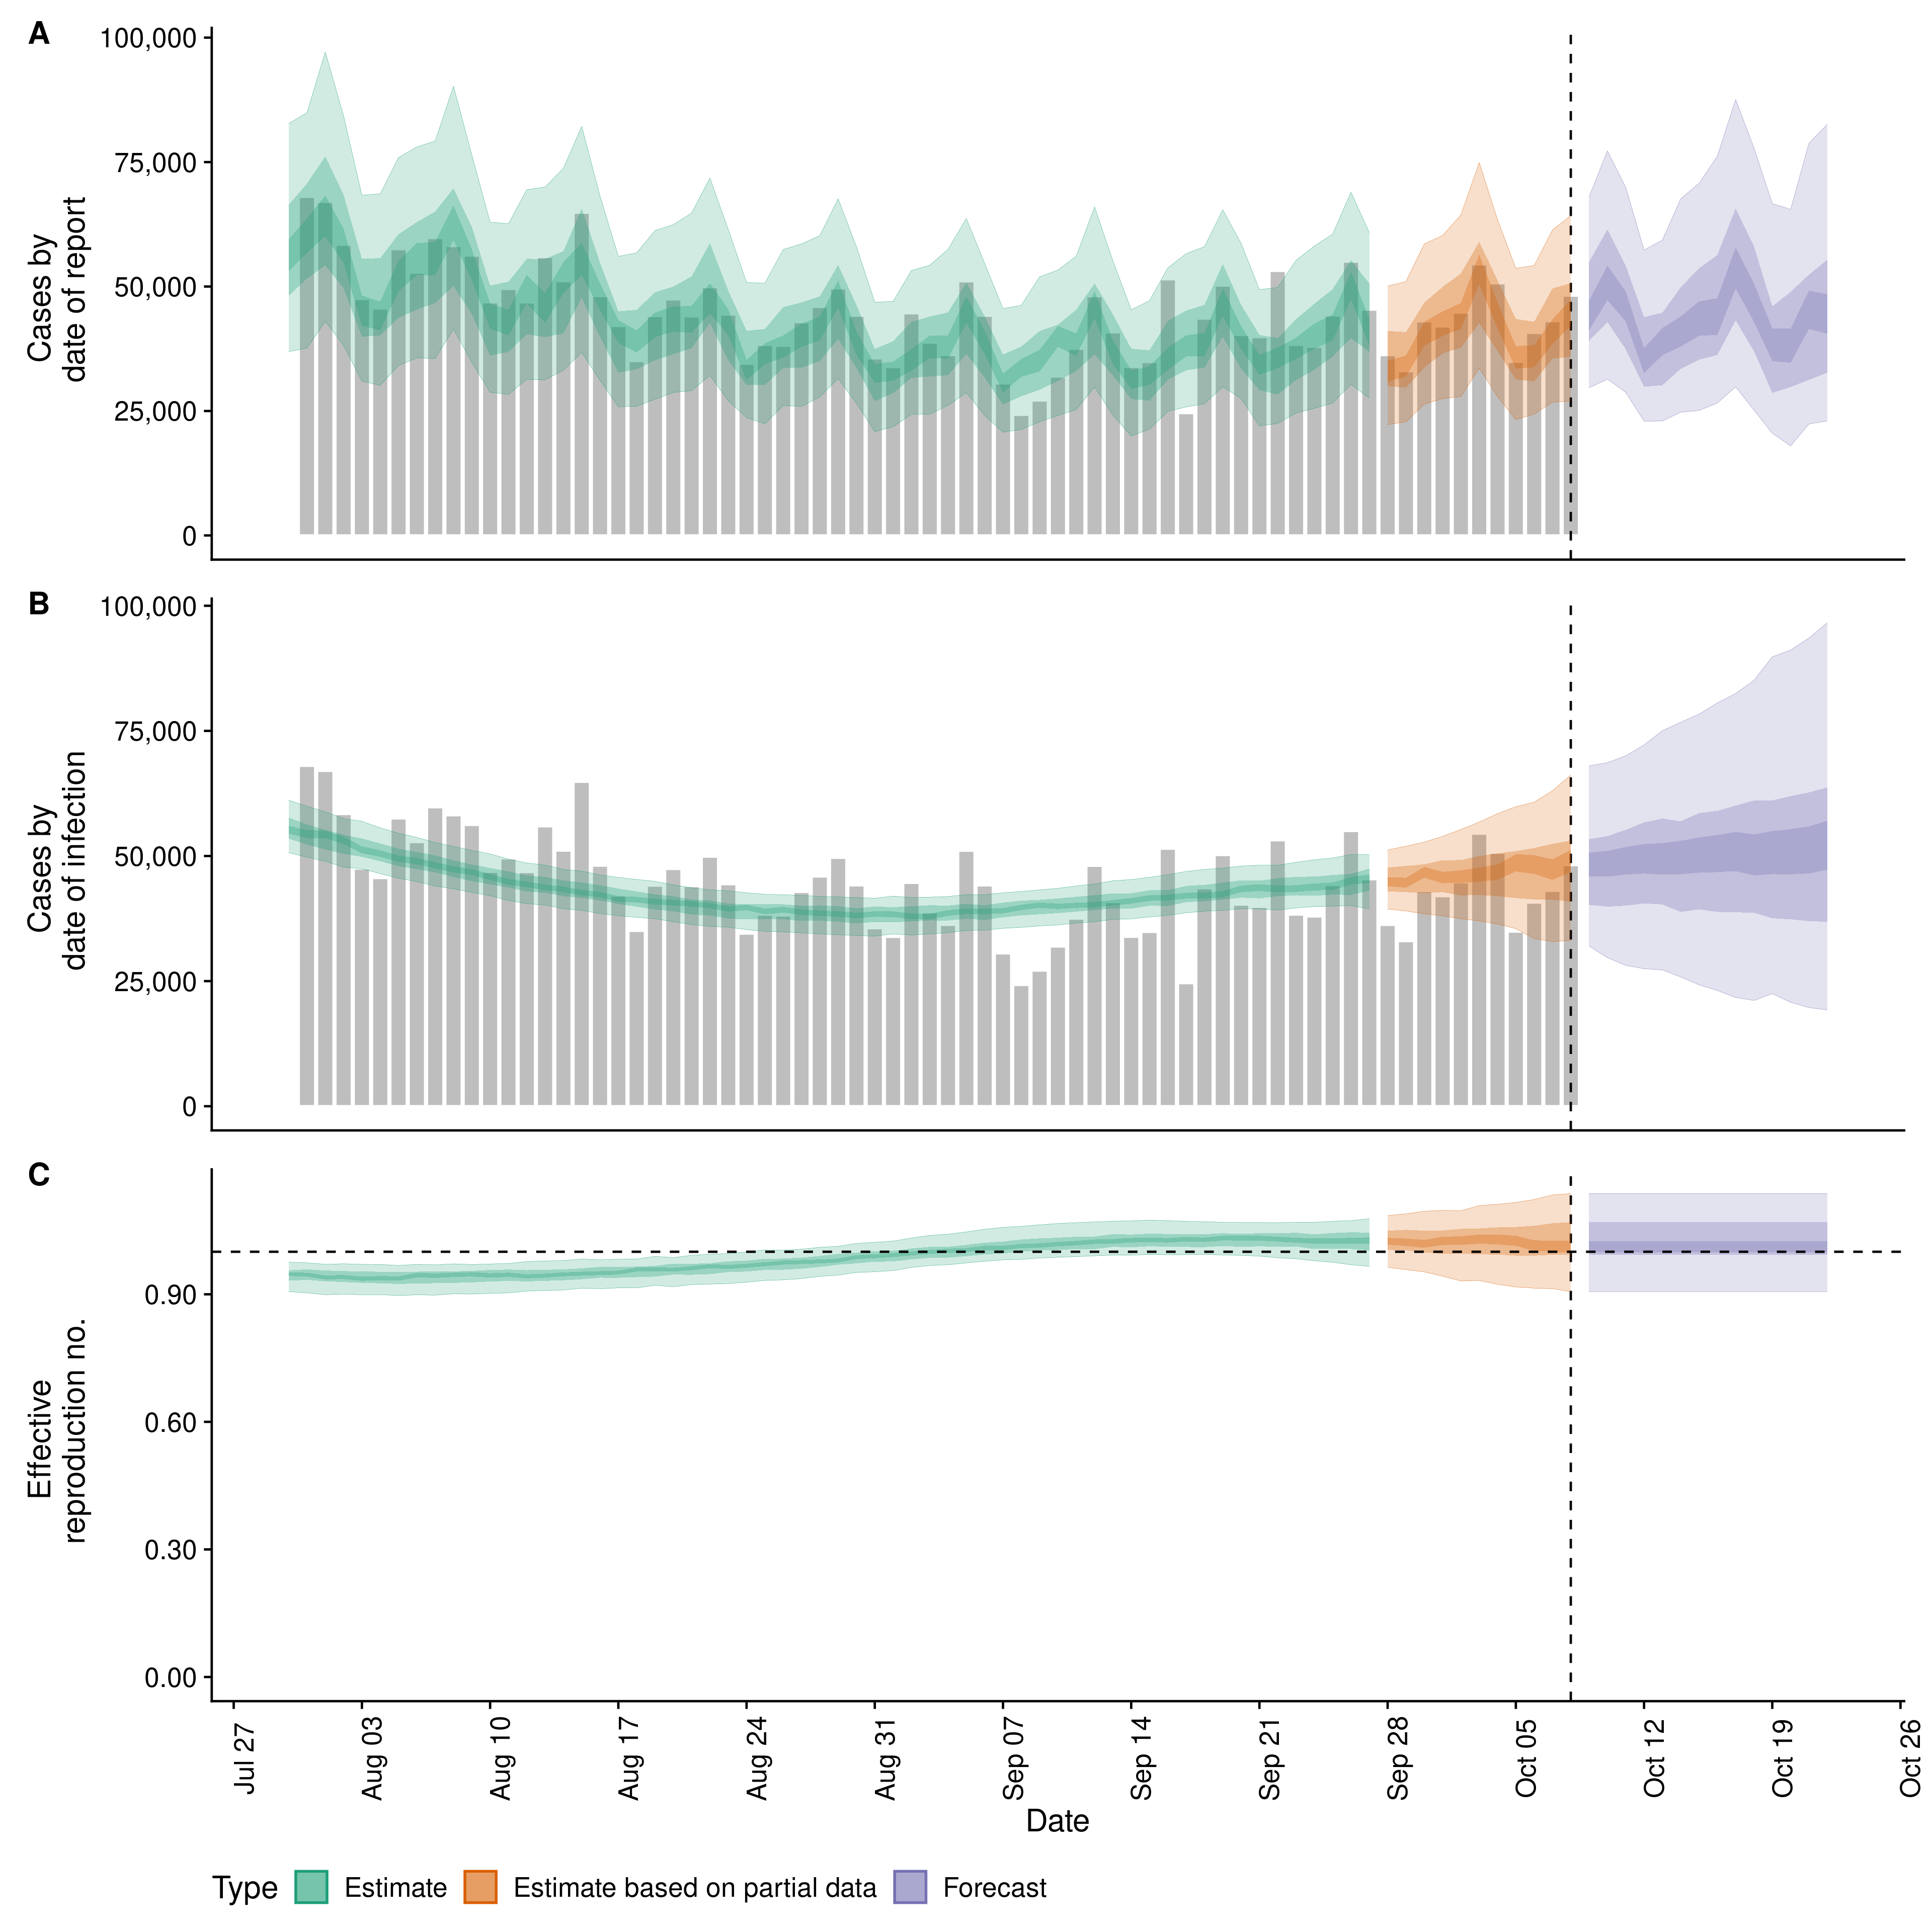 A
100,000
75,000
50,000
25,000
0
Cases by
date of report
B
100,000
75,000
50,000
25,000
0
Cases by
date of infection
C
0.90
0.60
0.30
0.00
Effective
reproduction no.
Jul 27
Aug 03
Aug 10
Aug 17
Aug 24
Aug 31
Sep 07
Sep 14
Sep 21
Sep 28
Oct 05
Oct 12
Oct 19
Oct 26
Date
Type Estimate Estimate based on partial data Forecast